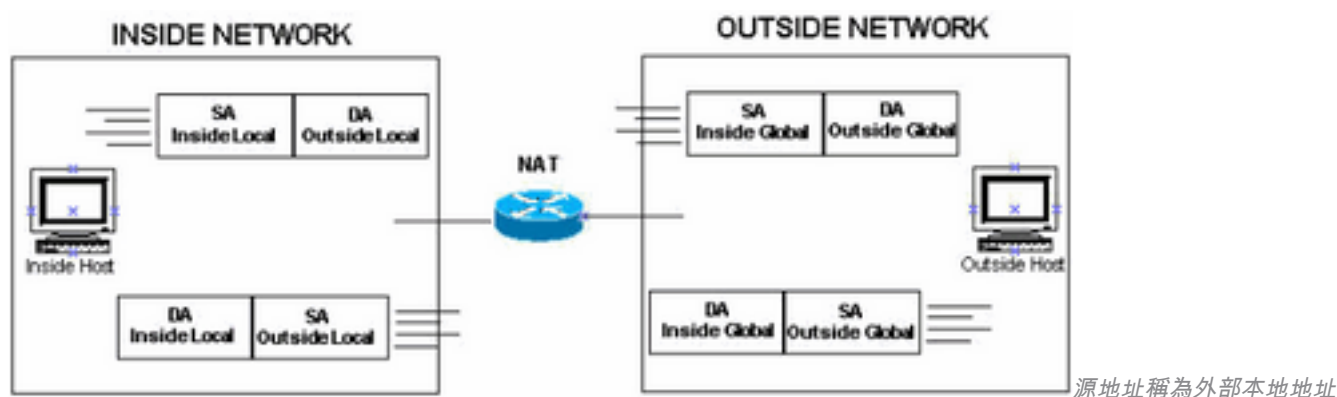 INSIDE NETWORK
OUTSIDE NETWORK
SA
Inside Local
DA
Outside Local
SA
Inside Global
DA
Outside Global
NAT
Inside Host
Outside Host
DA
Inside Local
SA
Outside Local
DA
Inside Global
SA
Outside Global
源地址稱為外部本地地址